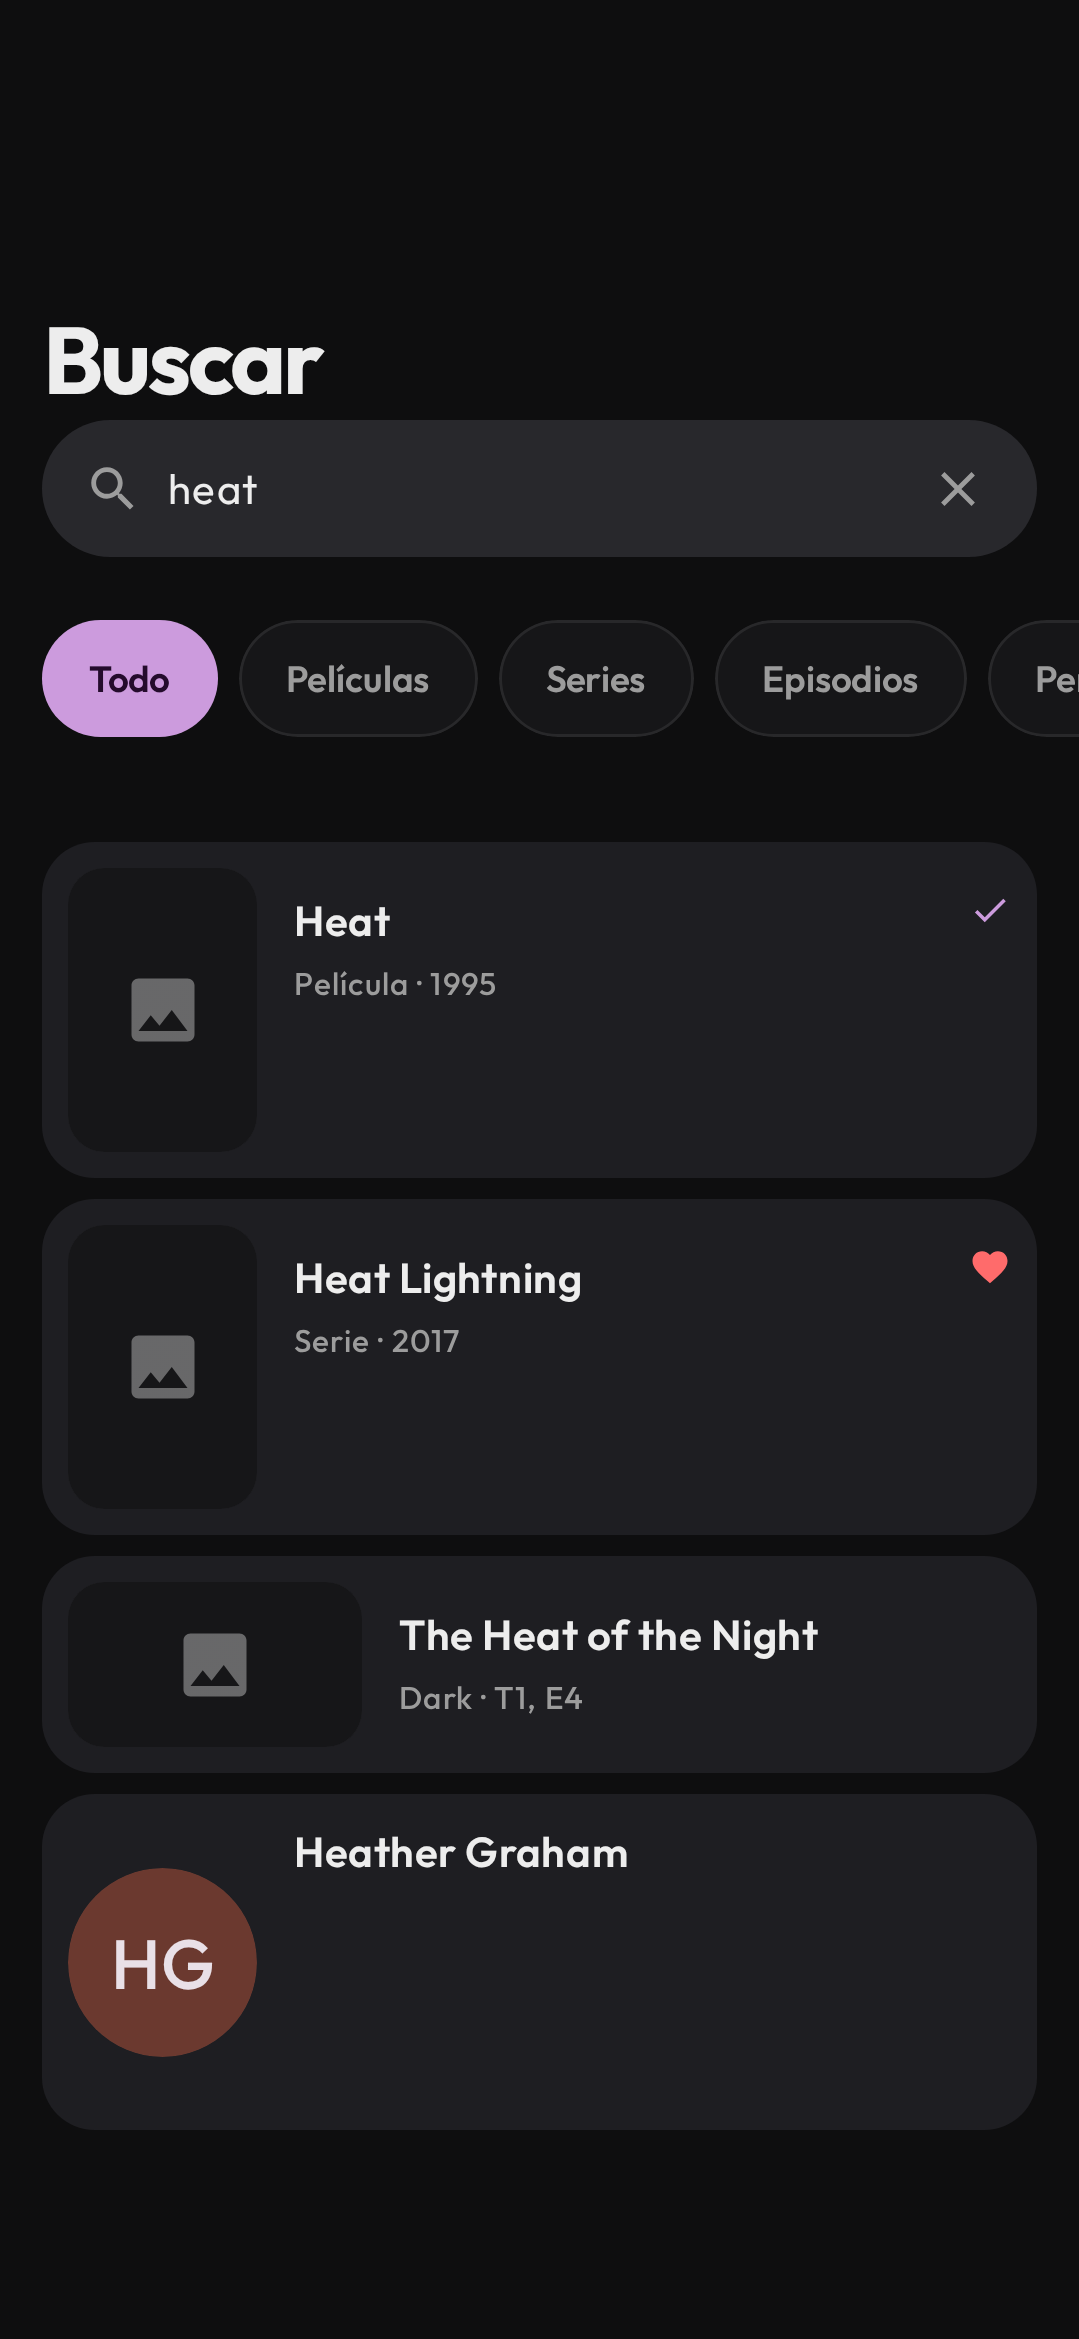 Buscar
heat
Todo Películas Series Episodios
Heat
Película · 1995
Heat Lightning
Serie · 2017
The Heat of the Night
Dark · T1, E4
Heather Graham
HG